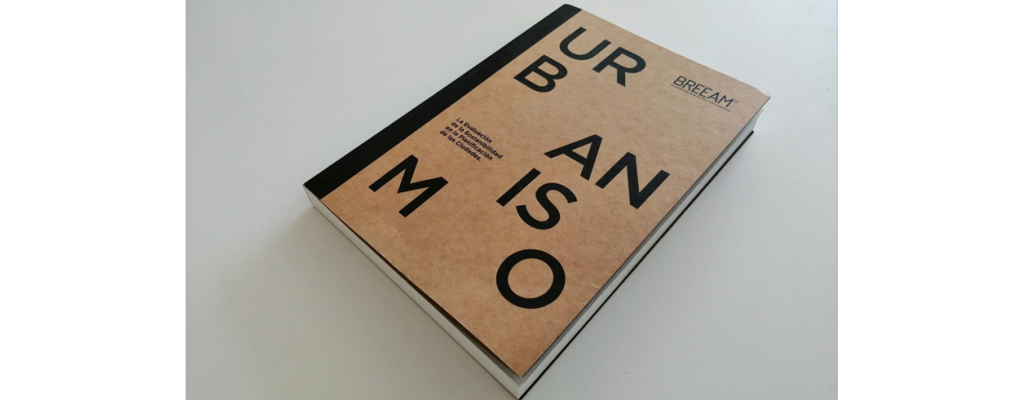 UR
B
BREEAM®
La Evaluación
de la Sostenibilidad
en la Planificación
de las Ciudades.
AN
M IS
O